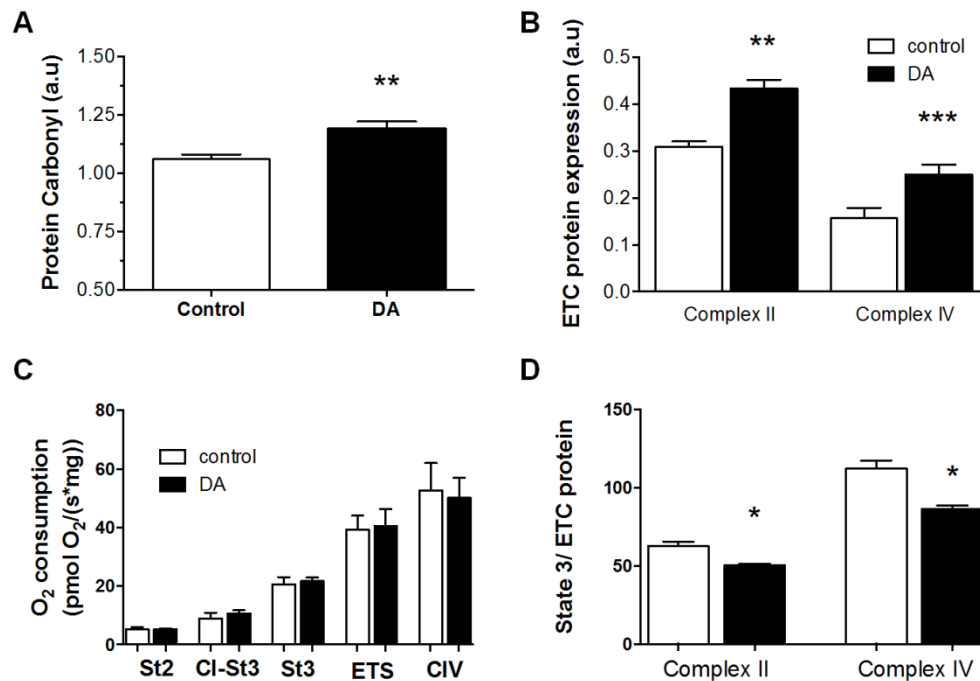 A
Protein Carbonyl (a.u)
1.50
1.25
1.00
0.75
0.50
**
Control
DA
B
ETC protein expression (a.u)
0.5
0.4
0.3
0.2
0.1
0.0
**
***
control
DA
Complex II
Complex IV
C
O₂ consumption
(pmol O₂/(s*mg))
80
60
40
20
0
control
DA
St2
CI-St3
St3
ETS
CIV
D
State 3/ ETC protein
150
100
50
0
*
*
Complex II
Complex IV